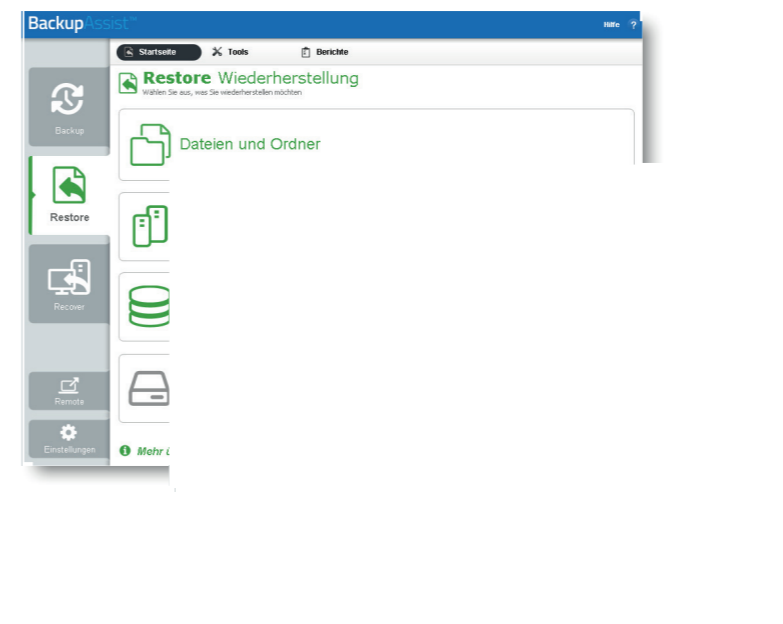 BackupAssist™
Hilfe ?
Startseite Tools Berichte
Restore Wiederherstellung
Wählen Sie aus, was Sie wiederherstellen möchten
Backup
Dateien und Ordner
Restore
Recover
Remote
Einstellungen
Mehr ü